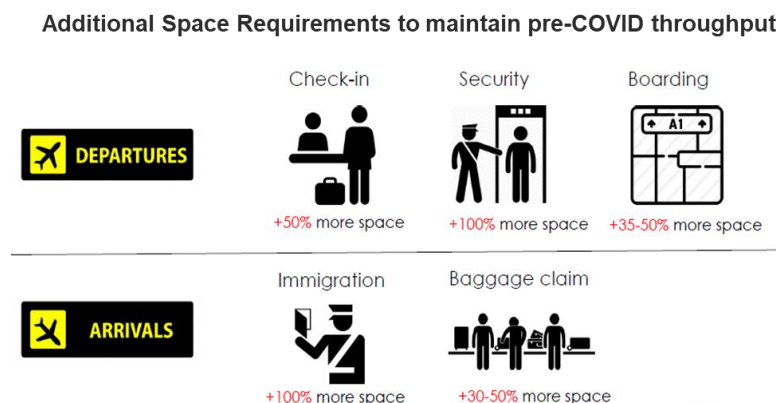 Additional Space Requirements to maintain pre-COVID throughput
Check-in
Security
Boarding
DEPARTURES
A1
+50% more space
+100% more space
+35-50% more space
Immigration
Baggage claim
ARRIVALS
+100% more space
+30-50% more space